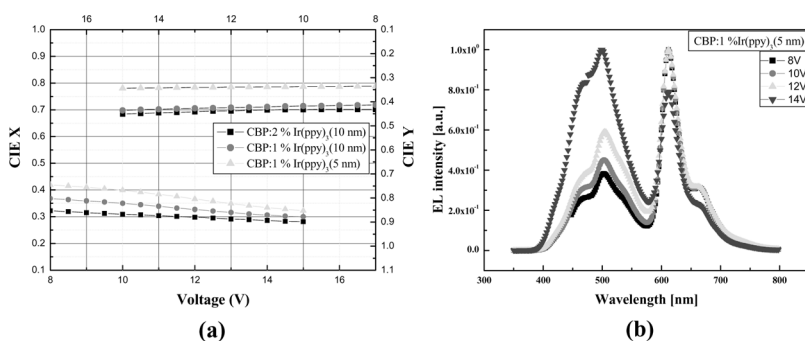 16 14 12 10 8
1.0 0.1
0.9 0.2
0.8 0.3
0.7 0.4
0.6 0.5
0.5 0.6
0.4 0.7
0.3 0.8
0.2 0.9
0.1 1.0
1.1
CIE X
CIE Y
CBP:2 % Ir(ppy)3(10 nm)
CBP:1 % Ir(ppy)3(10 nm)
CBP:1 % Ir(ppy)3(5 nm)
8 10 12 14 16
Voltage (V)
(a)
CBP:1 %Ir(ppy)3(5 nm)
8V
10V
12V
14V
1.0x10⁰
8.0x10⁻¹
6.0x10⁻¹
4.0x10⁻¹
2.0x10⁻¹
0.0
EL intensity [a.u.]
300 400 500 600 700 800
Wavelength [nm]
(b)